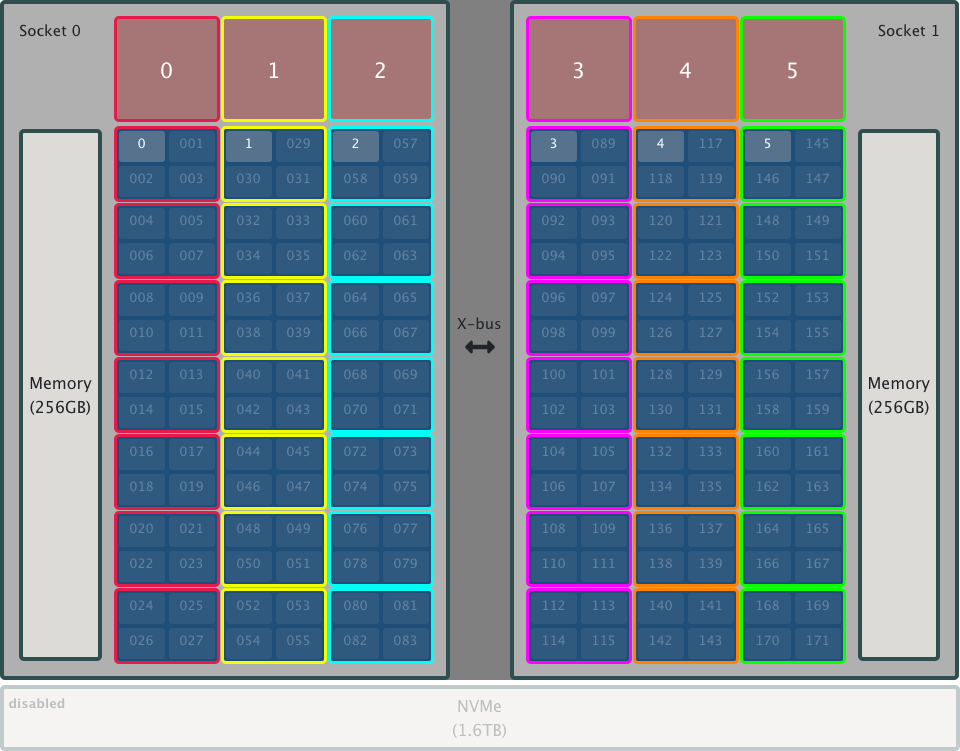 Socket 0
0 1 2
3 4 5
Socket 1
0 001 1 029 2 057
3 089 4 117 5 145
002 003 030 031 058 059
090 091 118 119 146 147
004 005 032 033 060 061
092 093 120 121 148 149
006 007 034 035 062 063
094 095 122 123 150 151
008 009 036 037 064 065
096 097 124 125 152 153
010 011 038 039 066 067
098 099 126 127 154 155
X-bus
012 013 040 041 068 069
100 101 128 129 156 157
Memory
(256GB)
Memory
(256GB)
014 015 042 043 070 071
102 103 130 131 158 159
016 017 044 045 072 073
104 105 132 133 160 161
018 019 046 047 074 075
106 107 134 135 162 163
020 021 048 049 076 077
108 109 136 137 164 165
022 023 050 051 078 079
110 111 138 139 166 167
024 025 052 053 080 081
112 113 140 141 168 169
026 027 054 055 082 083
114 115 142 143 170 171
disabled
NVMe
(1.6TB)